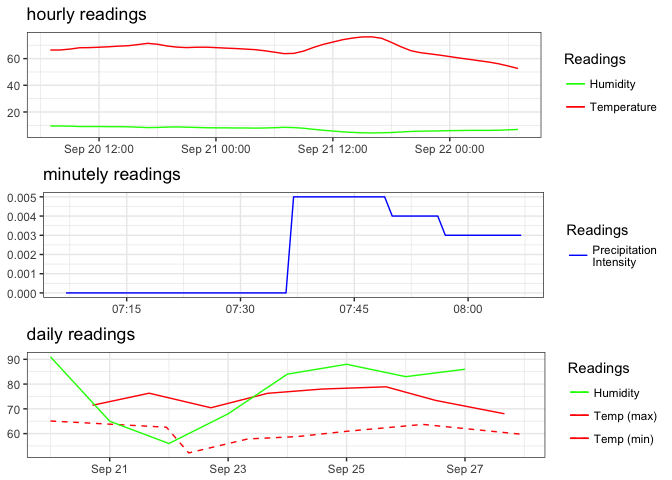 hourly readings
60
40
20
Sep 20 12:00 Sep 21 00:00 Sep 21 12:00 Sep 22 00:00
Readings
Humidity
Temperature
minutely readings
0.005
0.004
0.003
0.002
0.001
0.000
07:15 07:30 07:45 08:00
Readings
Precipitation
Intensity
daily readings
90
80
70
60
Sep 21 Sep 23 Sep 25 Sep 27
Readings
Humidity
Temp (max)
Temp (min)